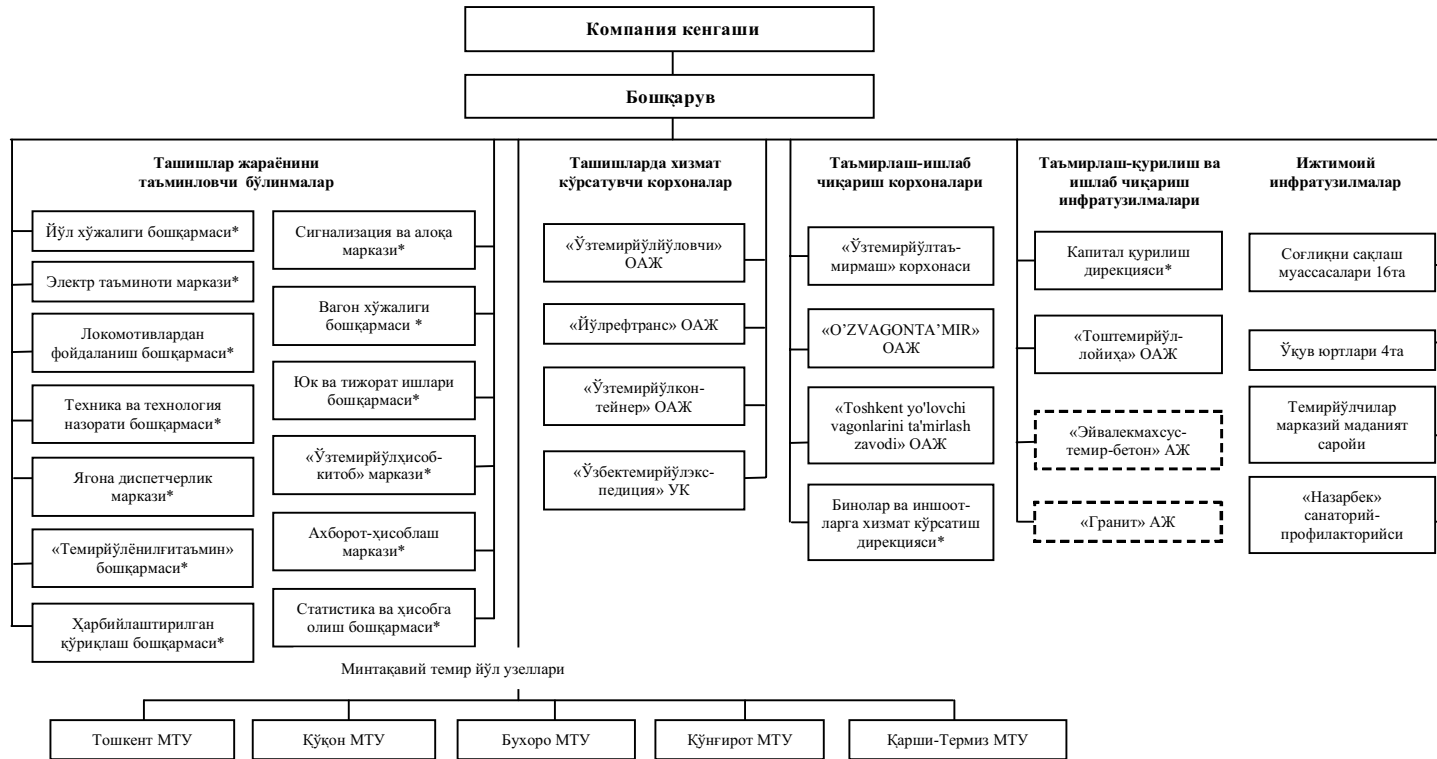 Компания кенгаши
Бошқарув
Ташишлар жараёнини
таъминловчи бўлинмалар
Йўл хўжалиги бошқармаси*
Электр таъминоти маркази*
Локомотивлардан
фойдаланиш бошқармаси*
Техника ва технология
назорати бошқармаси*
Ягона диспетчерлик
маркази*
«Темирйўлёнилғитаъмин»
бошқармаси*
Ҳарбийлаштирилган
қўриқлаш бошқармаси*
Сигнализация ва алоқа
маркази*
Вагон хўжалиги
бошқармаси *
Юк ва тижорат ишлари
бошқармаси*
«Ўзтемирйўлҳисоб-
китоб» маркази*
Ахборот-ҳисоблаш
маркази*
Статистика ва ҳисобга
олиш бошқармаси*
Ташишларда хизмат
кўрсатувчи корхоналар
«Ўзтемирйўлйўловчи»
ОАЖ
«Йўлрефтранс» ОАЖ
«Ўзтемирйўлкон-
тейнер» ОАЖ
«Ўзбектемирйўлэкс-
педиция» УК
Таъмирлаш-ишлаб
чиқариш корхоналари
«Ўзтемирйўлтаъ-
мирмаш» корхонаси
«O’ZVAGONTA’MIR»
ОАЖ
«Toshkent yo'lovchi
vagonlarini ta'mirlash
zavodi» ОАЖ
Бинолар ва иншоот-
ларга хизмат кўрсатиш
дирекцияси*
Таъмирлаш-қурилиш ва
ишлаб чиқариш
инфратузилмалари
Капитал қурилиш
дирекцияси*
«Тоштемирйўл-
лойиҳа» ОАЖ
«Эйвалекмахсус-
темир-бетон» АЖ
«Гранит» АЖ
Ижтимоий
инфратузилмалар
Соғлиқни сақлаш
муассасалари 16та
Ўқув юртлари 4та
Темирйўлчилар
марказий маданият
саройи
«Назарбек»
санаторий-
профилакторийси
Минтақавий темир йўл узеллари
Тошкент МТУ
Қўқон МТУ
Бухоро МТУ
Қўнғирот МТУ
Қарши-Термиз МТУ